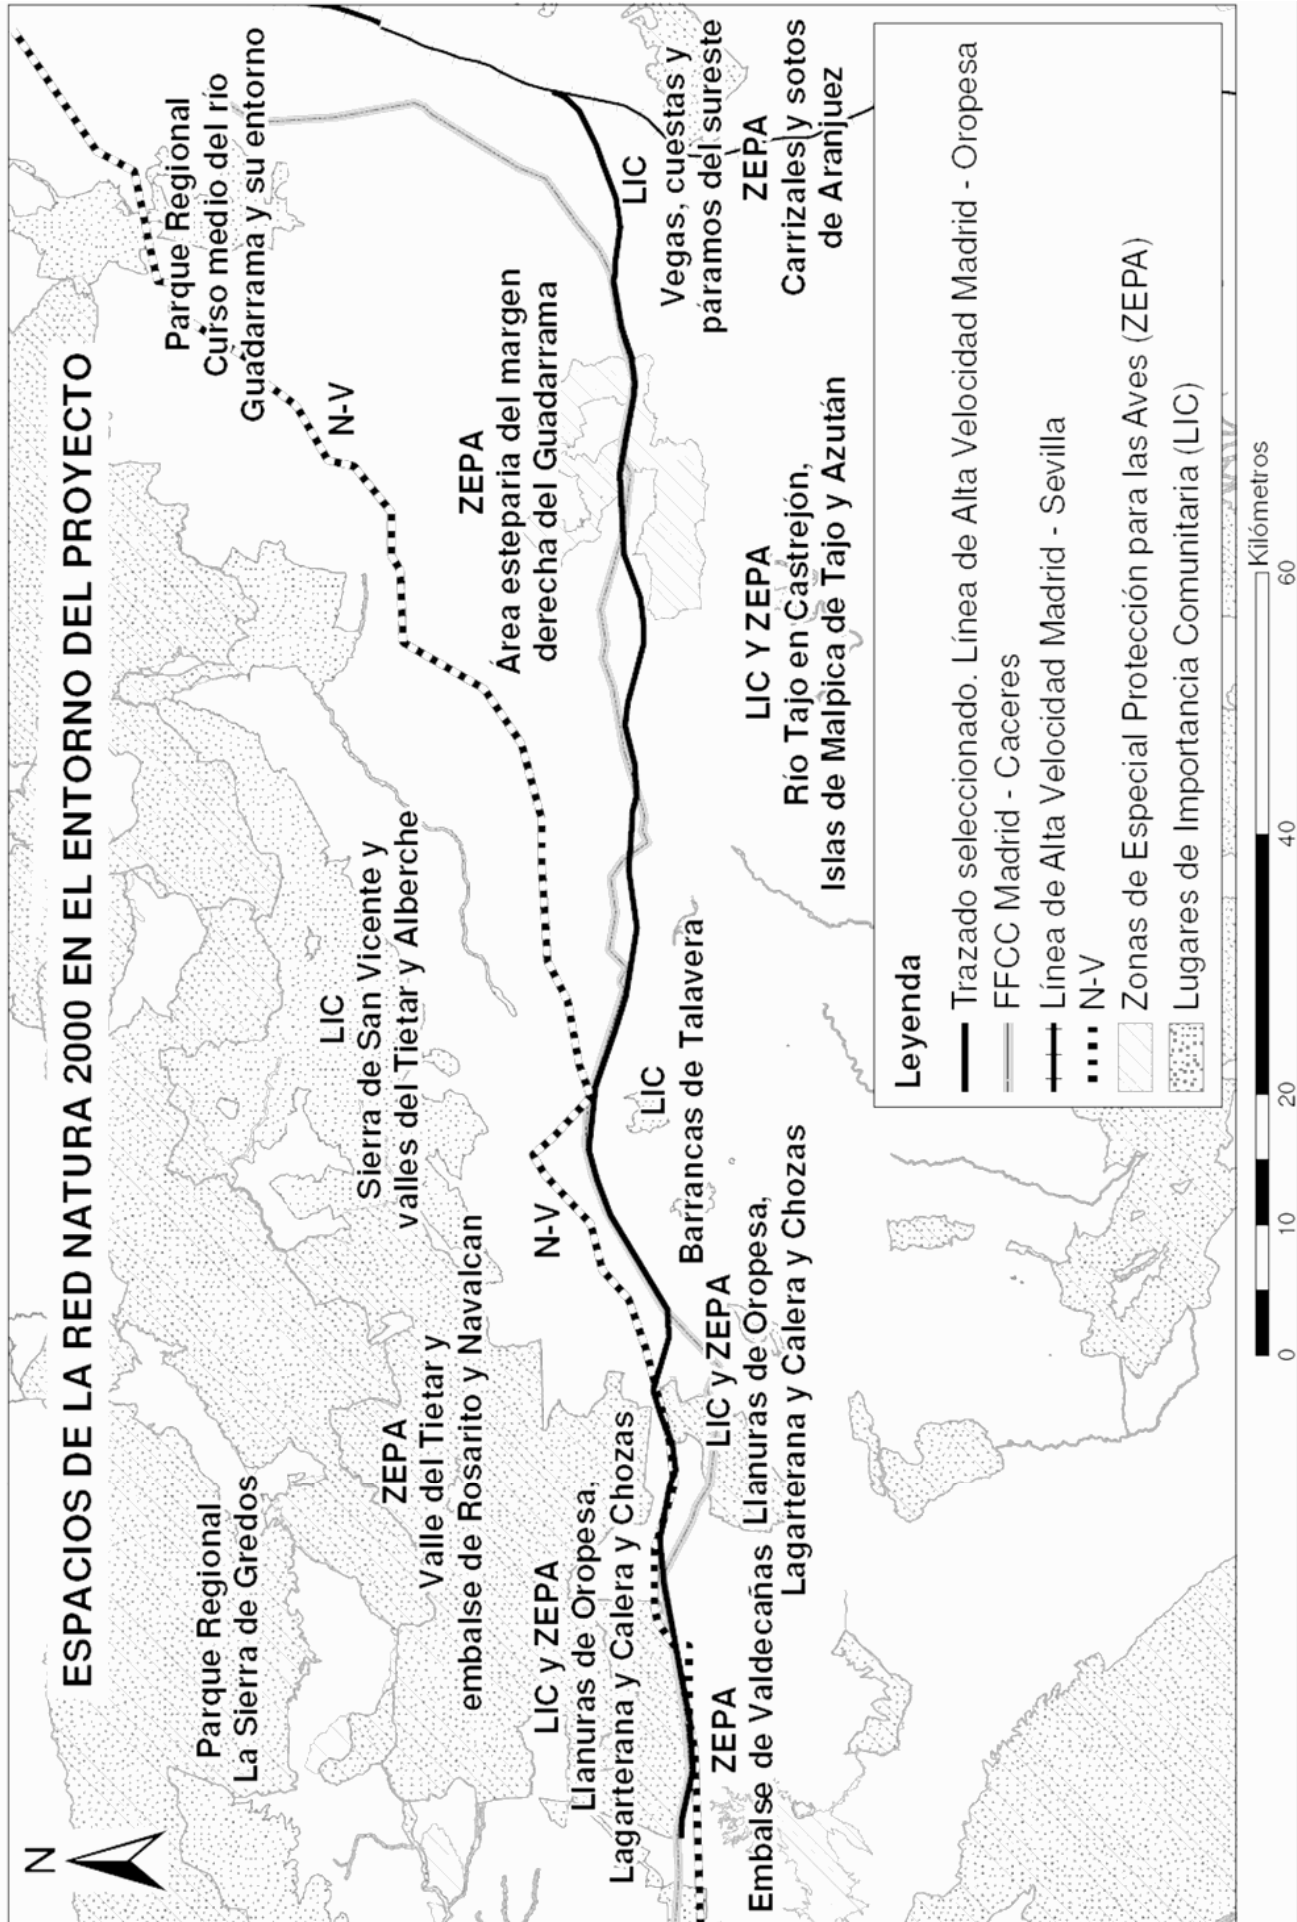 N
ESPACIOS DE LA RED NATURA 2000 EN EL ENTORNO DEL PROYECTO
Parque Regional
La Sierra de Gredos
Parque Regional
Curso medio del río
Guadarrama y su entorno
LIC
Sierra de San Vicente y
valles del Tietar y Alberche
N-V
ZEPA
Valle del Tietar y
embalse de Rosarito y Navalcan
ZEPA
Área esteparia del margen
derecha del Guadarrama
N-V
LIC y ZEPA
Llanuras de Oropesa,
Lagarterana y Calera y Chozas
LIC
Barrancas de Talavera
LIC
Vegas, cuestas y
páramos del sureste
ZEPA
Carrizales y sotos
de Aranjuez
LIC Y ZEPA
Río Tajo en Castrejón,
Islas de Malpica de Tajo y Azután
LIC y ZEPA
Llanuras de Oropesa,
Lagarterana y Calera y Chozas
ZEPA
Embalse de Valdecañas
Leyenda
Trazado seleccionado. Línea de Alta Velocidad Madrid - Oropesa
FFCC Madrid - Caceres
Línea de Alta Velocidad Madrid - Sevilla
N-V
Zonas de Especial Protección para las Aves (ZEPA)
Lugares de Importancia Comunitaria (LIC)
Kilómetros
0 10 20 40 60